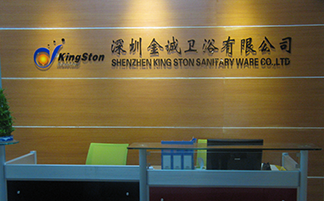 KingSton
深圳金诚卫浴有限公司
SHENZHEN KING STON SANITARY WARE CO.,LTD